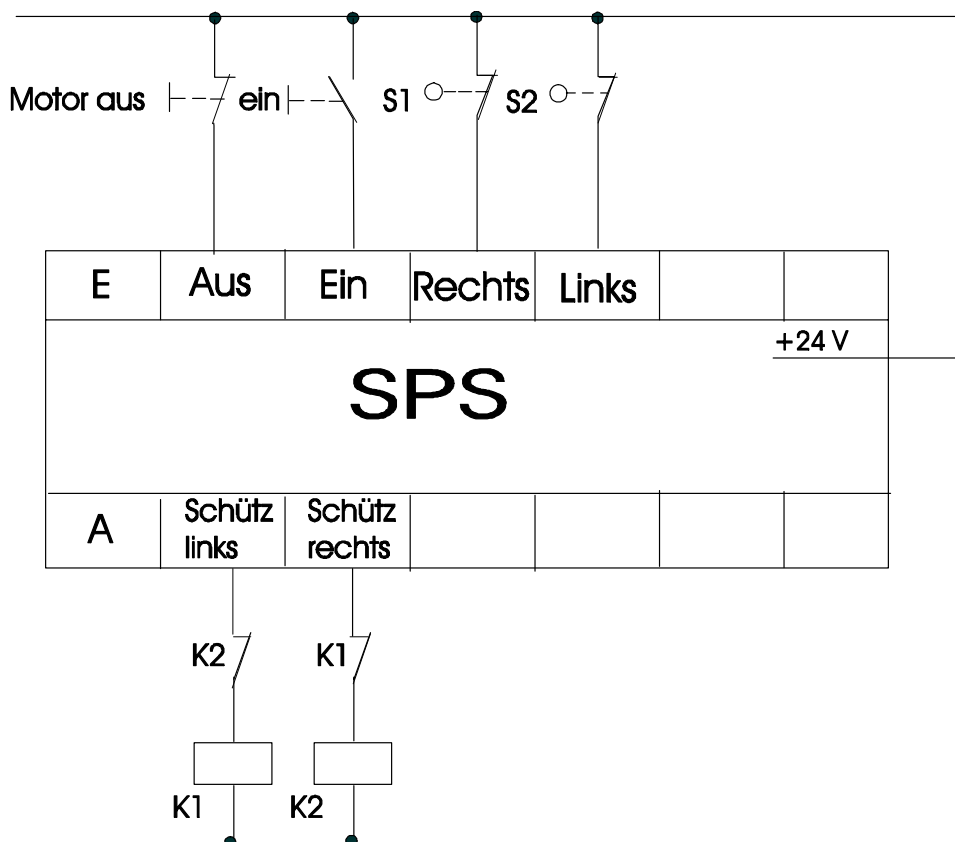 Motor aus
ein
S1
S2
E
Aus
Ein
Rechts
Links
+24 V
SPS
A
Schütz
links
Schütz
rechts
K2
K1
K1
K2